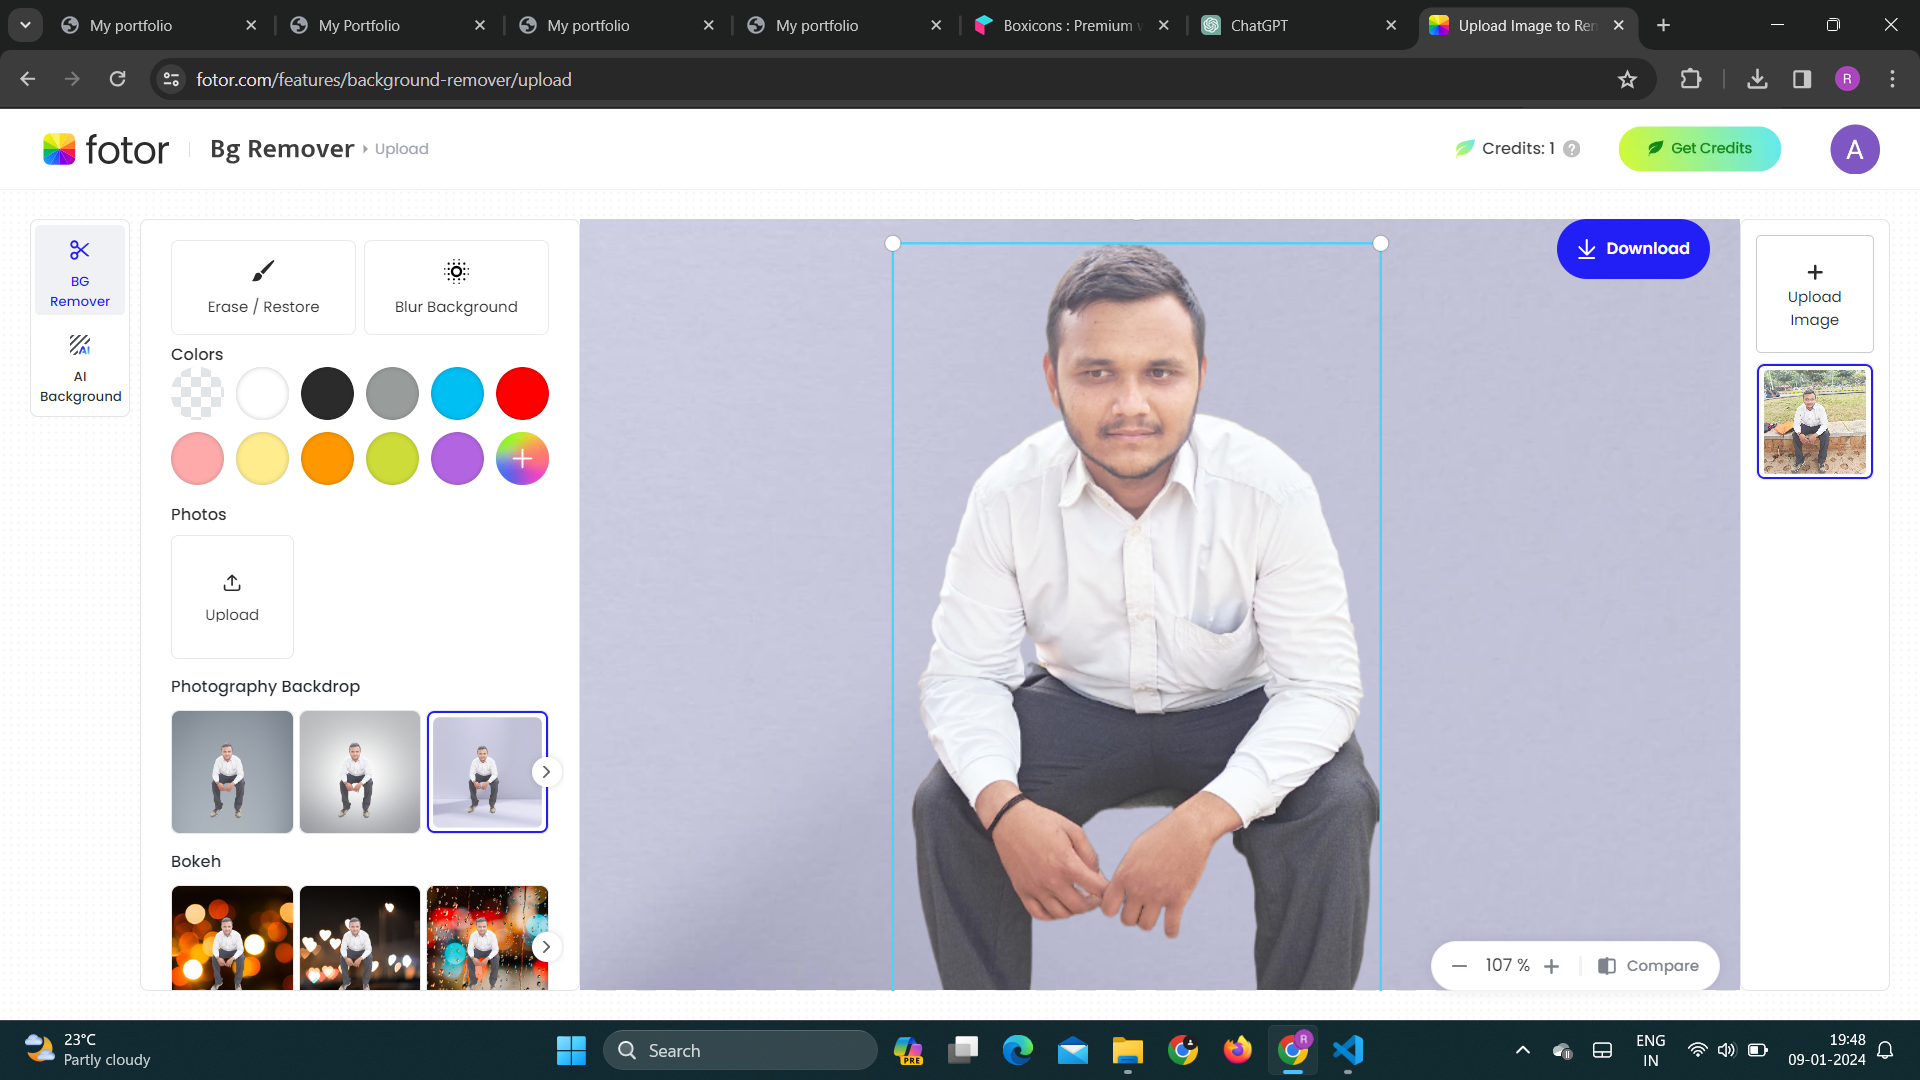 My portfolio
My Portfolio
My portfolio
My portfolio
Boxicons : Premium
ChatGPT
Upload Image to Rem
fotor.com/features/background-remover/upload
R
fotor
Bg Remover
Upload
Credits: 1 ?
Get Credits
A
BG
Remover
AI
AI
Background
Erase / Restore
Blur Background
Colors
Photos
Upload
Photography Backdrop
Bokeh
Download
Upload
Image
107 %
Compare
23°C
Partly cloudy
Search
PRE
R
ENG
IN
19:48
09-01-2024